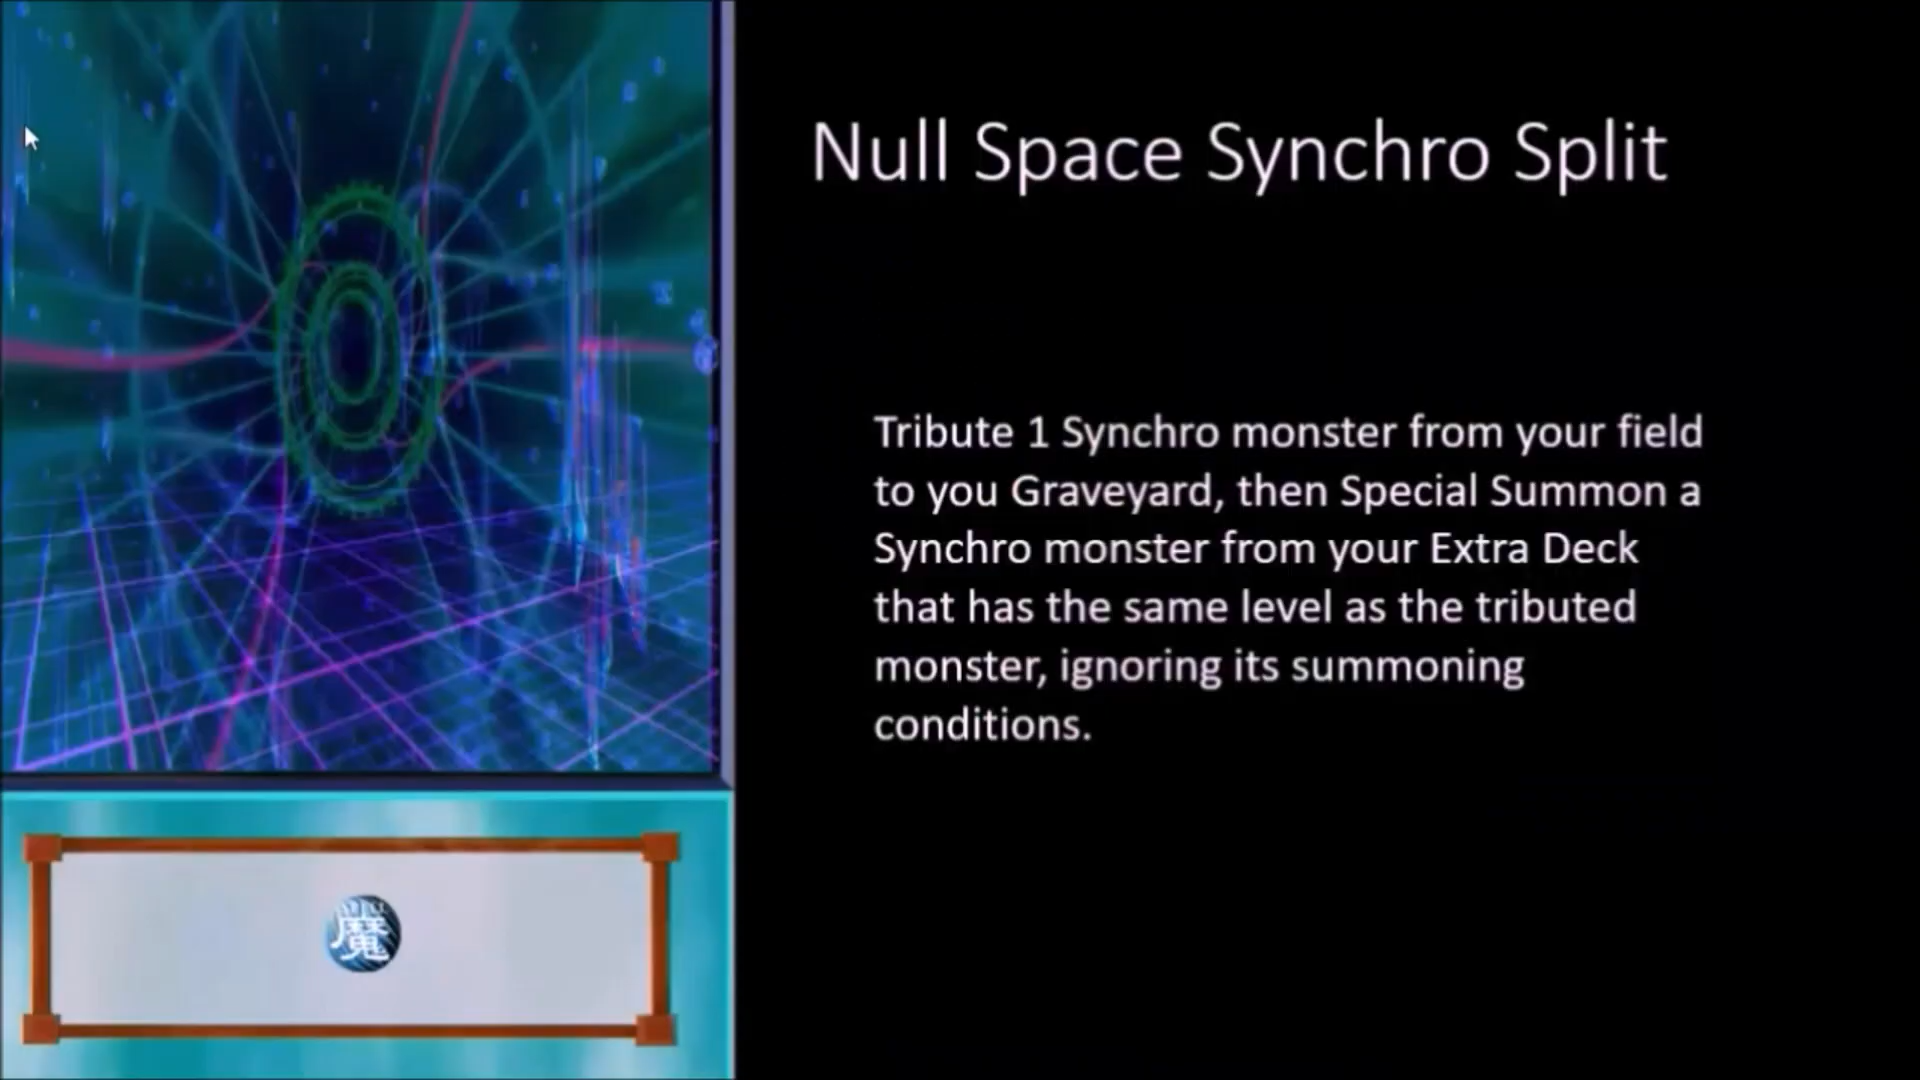 Null Space Synchro Split
Tribute 1 Synchro monster from your field
to you Graveyard, then Special Summon a
Synchro monster from your Extra Deck
that has the same level as the tributed
monster, ignoring its summoning
conditions.
魔